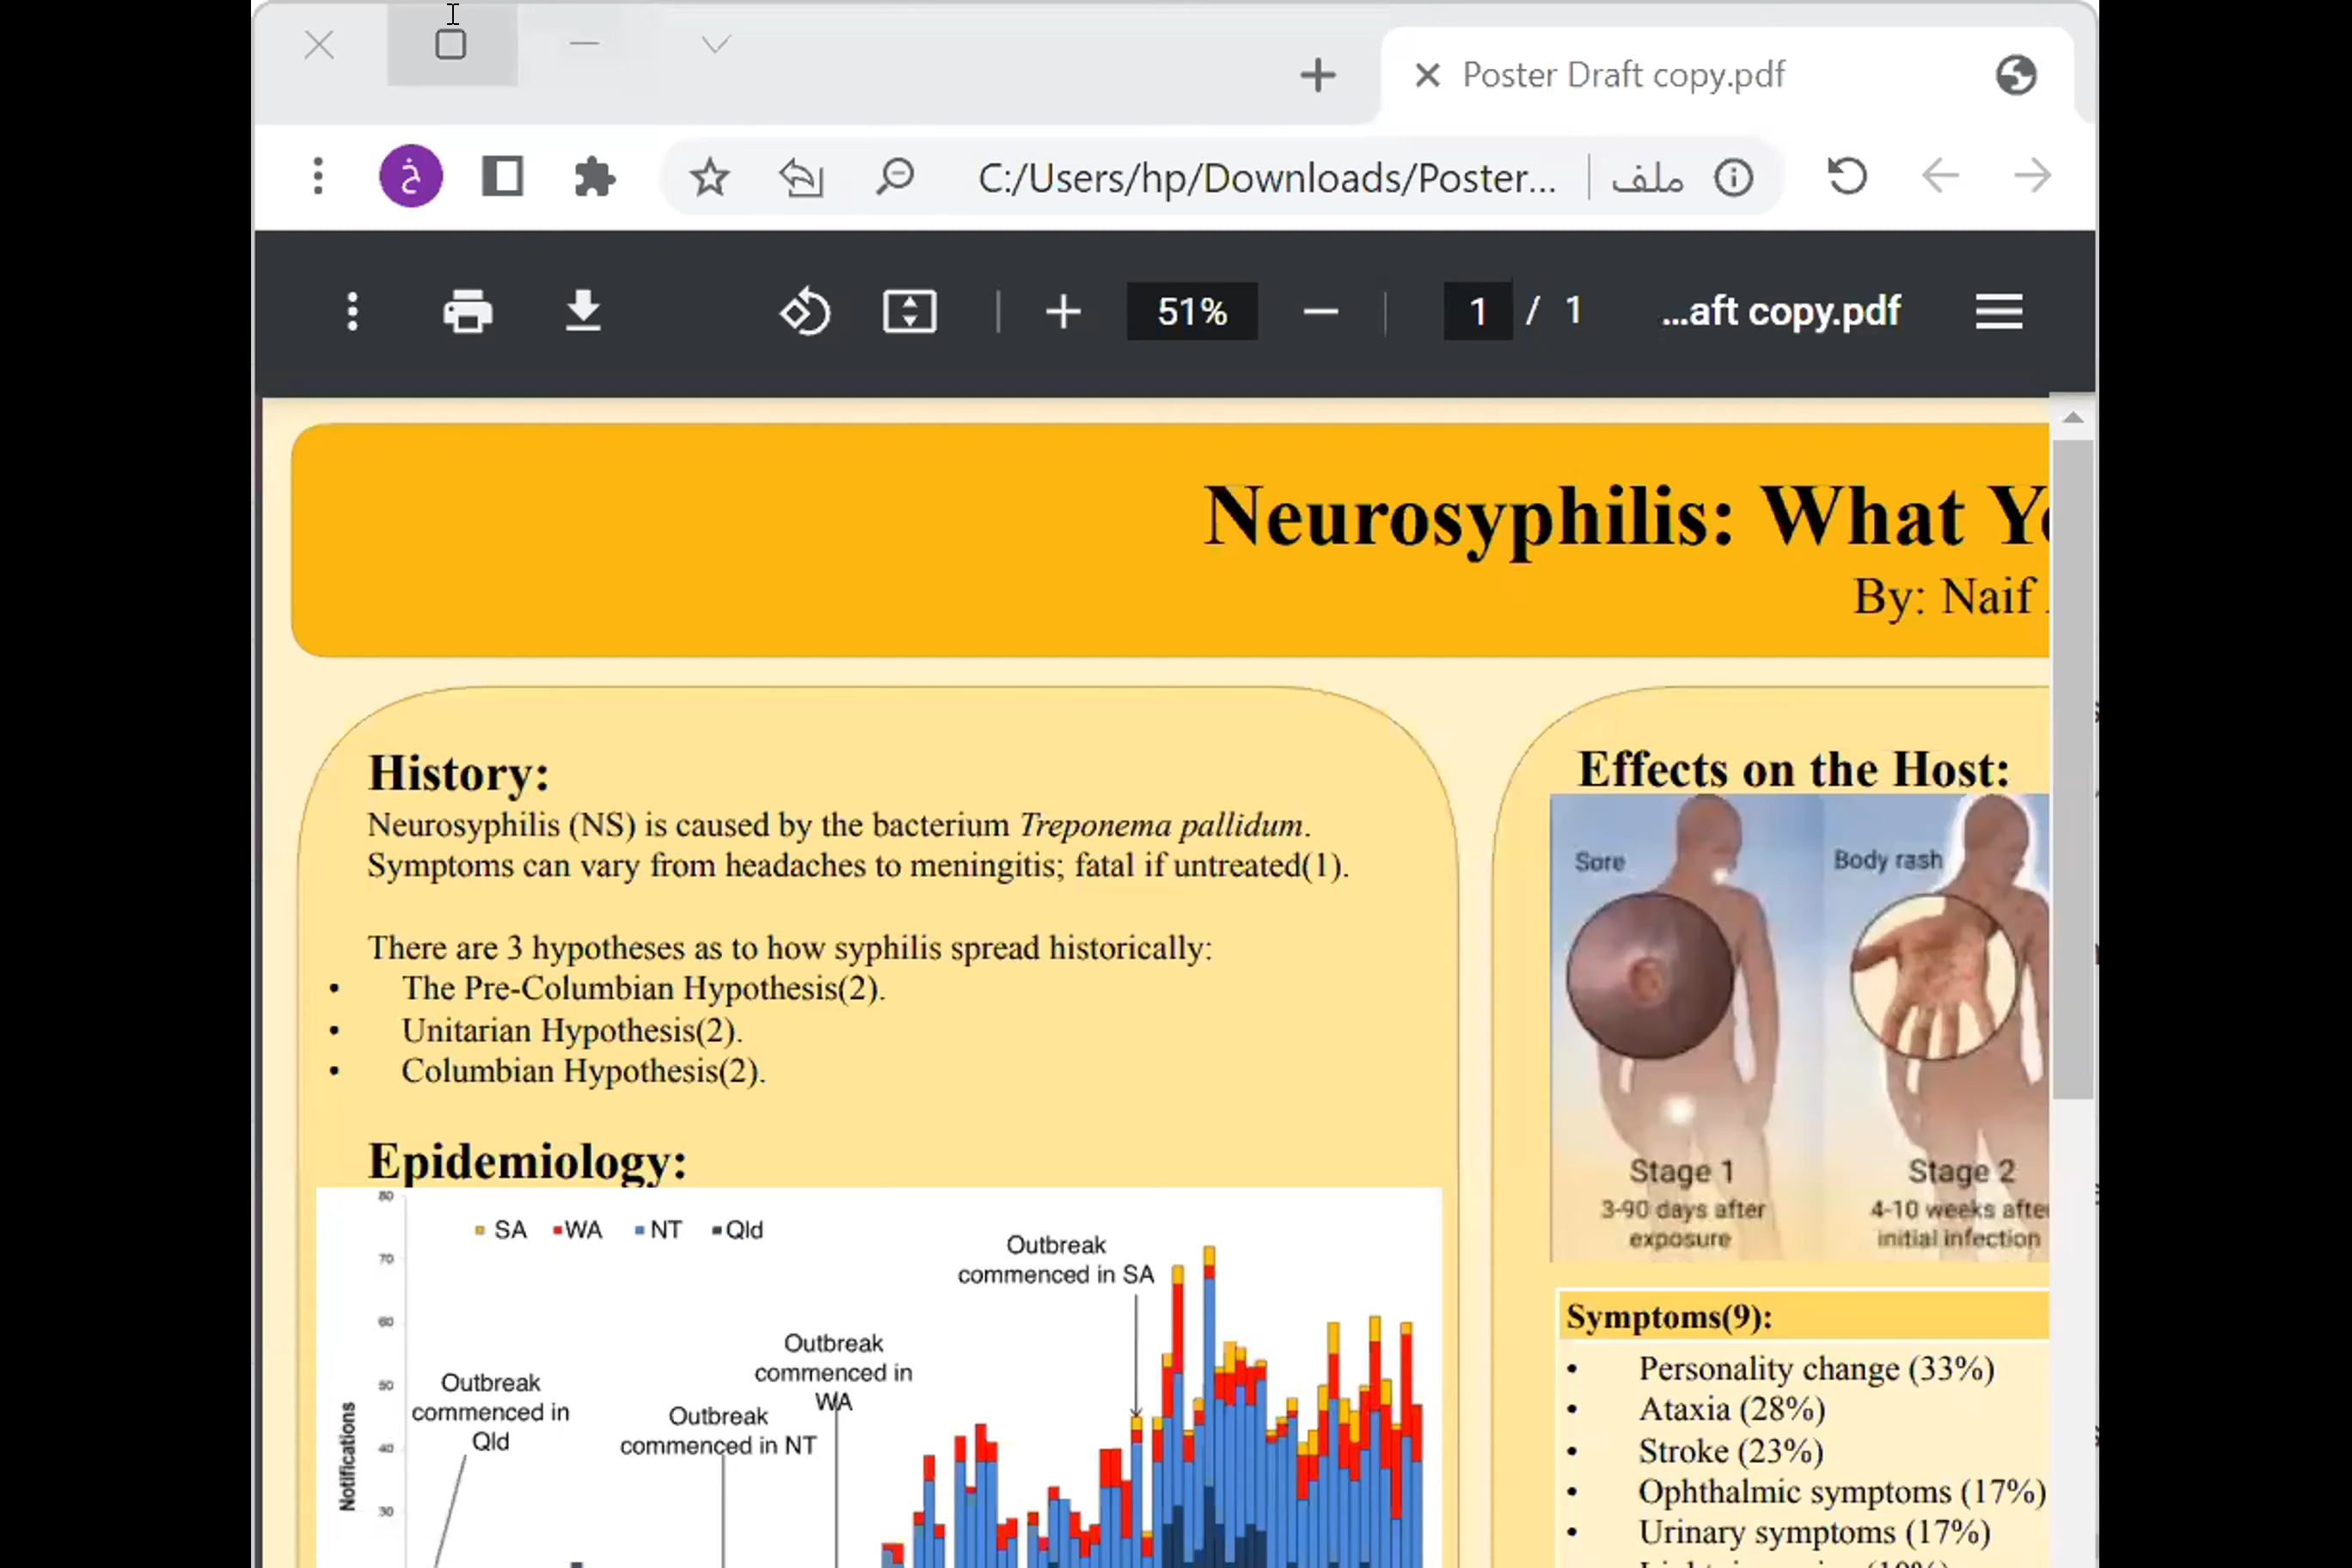 Poster Draft copy.pdf
خ
C:/Users/hp/Downloads/Poster...
ملف
51%
1 / 1
...aft copy.pdf
Neurosyphilis: What
By: Naif
History:
Neurosyphilis (NS) is caused by the bacterium Treponema pallidum.
Symptoms can vary from headaches to meningitis; fatal if untreated(1).
There are 3 hypotheses as to how syphilis spread historically:
• The Pre-Columbian Hypothesis(2).
• Unitarian Hypothesis(2).
• Columbian Hypothesis(2).
Epidemiology:
80
70
60
50
40
30
Notifications
SA WA NT Qld
Outbreak
commenced in
Qld
Outbreak
commenced in NT
Outbreak
commenced in
WA
Outbreak
commenced in SA
Effects on the Host:
Sore
Stage 1
3-90 days after
exposure
Body rash
Stage 2
4-10 weeks afte
initial infection
Symptoms(9):
• Personality change (33%)
• Ataxia (28%)
• Stroke (23%)
• Ophthalmic symptoms (17%)
• Urinary symptoms (17%)